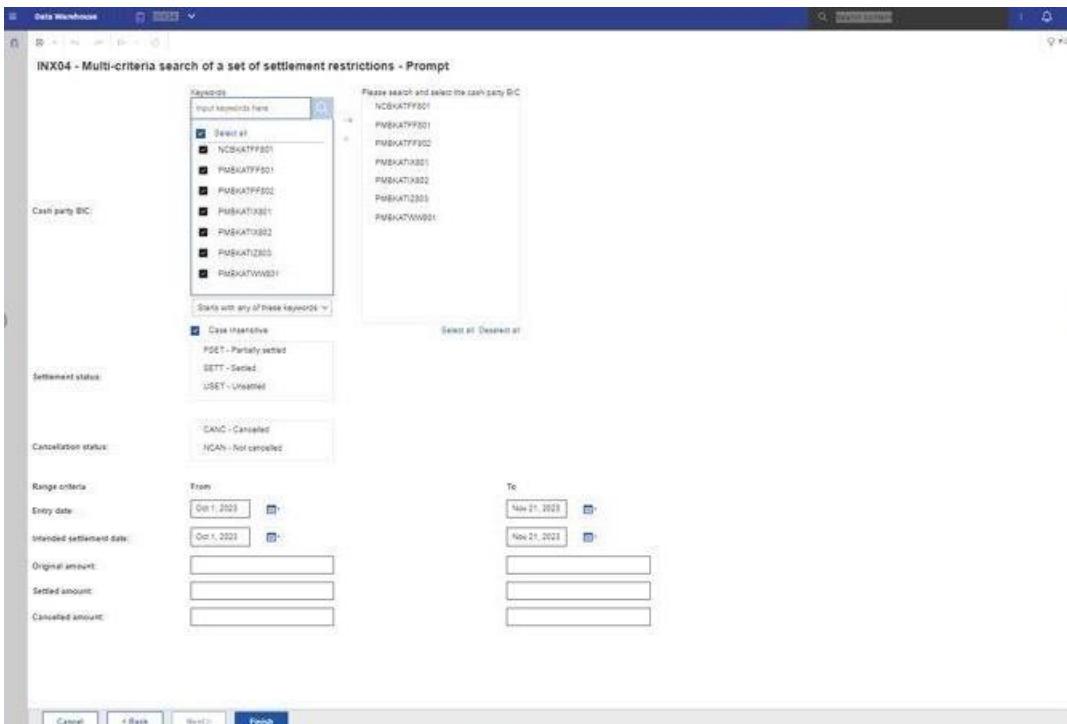 Data Warehouse INX04
INX04 - Multi-criteria search of a set of settlement restrictions - Prompt
Keywords
Please search and select the cash party BIC
Input keywords here
Select all
NCBKATFF801
PMBKATFF801
PMBKATFF802
PMBKATIX801
PMBKATIX802
PMBKATIZ803
PMBKATWW801
NCBKATFF801
PMBKATFF801
PMBKATFF802
PMBKATIX801
PMBKATIX802
PMBKATIZ803
PMBKATWW801
Cash party BIC:
Starts with any of these keywords
Case insensitive
Select all Deselect all
Settlement status:
PSET - Partially settled
SETT - Settled
USET - Unsettled
Cancellation status:
CANC - Cancelled
NCAN - Not cancelled
Range criteria From To
Entry date: Oct 1, 2023 Nov 21, 2023
Intended settlement date: Oct 1, 2023 Nov 21, 2023
Original amount:
Settled amount:
Cancelled amount:
Cancel < Back Next > Finish